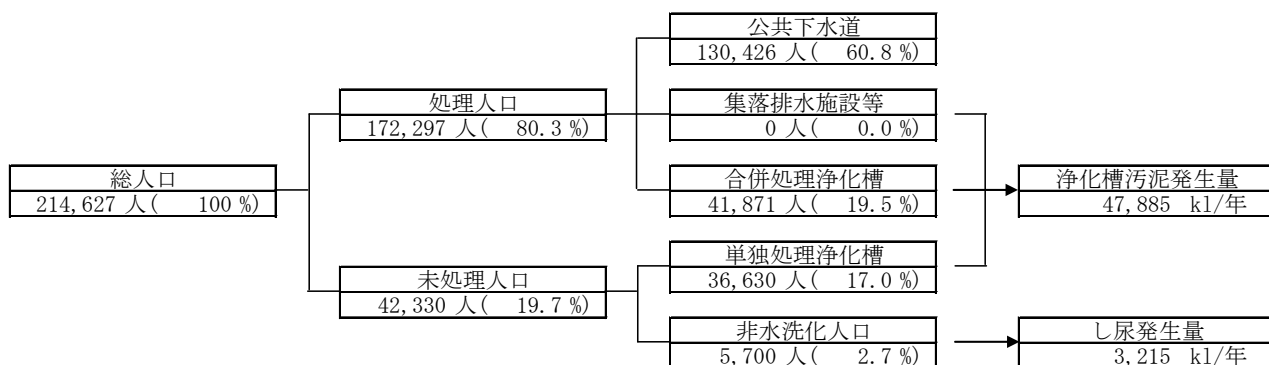 公共下水道
130,426 人( 60.8 %)
処理人口
172,297 人( 80.3 %)
集落排水施設等
0 人( 0.0 %)
総人口
214,627 人( 100 %)
合併処理浄化槽
41,871 人( 19.5 %)
浄化槽汚泥発生量
47,885 kl/年
未処理人口
42,330 人( 19.7 %)
単独処理浄化槽
36,630 人( 17.0 %)
非水洗化人口
5,700 人( 2.7 %)
し尿発生量
3,215 kl/年